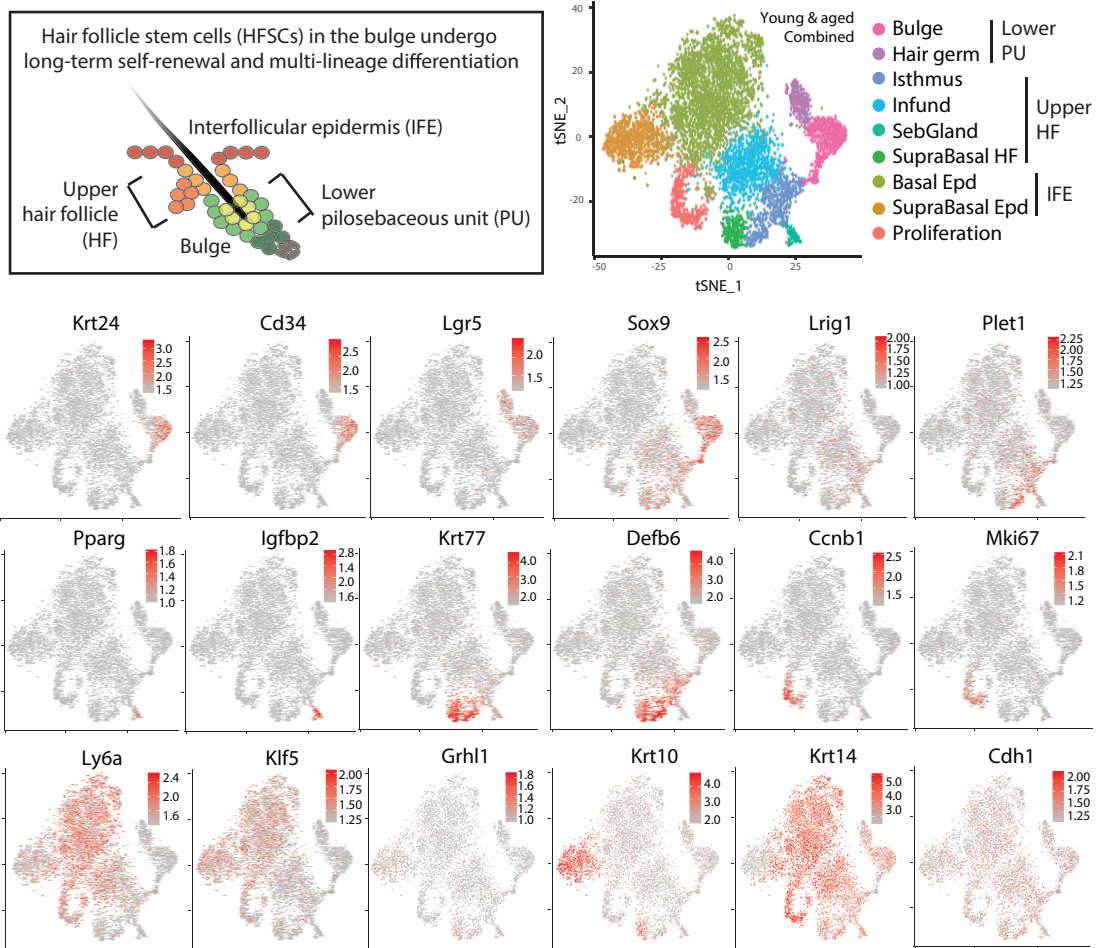 Hair follicle stem cells (HFSCs) in the bulge undergo
long-term self-renewal and multi-lineage differentiation
Interfollicular epidermis (IFE)
Upper
hair follicle
(HF)
Bulge
Lower
pilosebaceous unit (PU)
Young & aged
Combined
tSNE_2
40
20
0
-20
-50
-25
0
25
tSNE_1
Bulge
Hair germ
Lower
PU
Isthmus
Infund
SebGland
SupraBasal HF
Upper
HF
Basal Epd
SupraBasal Epd
IFE
Proliferation
Krt24
3.0
2.5
2.0
1.5
Cd34
2.5
2.0
1.5
Lgr5
2.0
1.5
Sox9
2.5
2.0
1.5
Lrig1
2.00
1.75
1.50
1.25
1.00
Plet1
2.25
2.00
1.75
1.50
1.25
Pparg
1.8
1.6
1.4
1.2
1.0
Igfbp2
2.8
2.4
2.0
1.6
Krt77
4.0
3.0
2.0
Defb6
4.0
3.0
2.0
Ccnb1
2.5
2.0
1.5
Mki67
2.1
1.8
1.5
1.2
Ly6a
2.4
2.0
1.6
Klf5
2.00
1.75
1.50
1.25
Grhl1
1.8
1.6
1.4
1.2
1.0
Krt10
4.0
3.0
2.0
Krt14
5.0
4.0
3.0
Cdh1
2.00
1.75
1.50
1.25